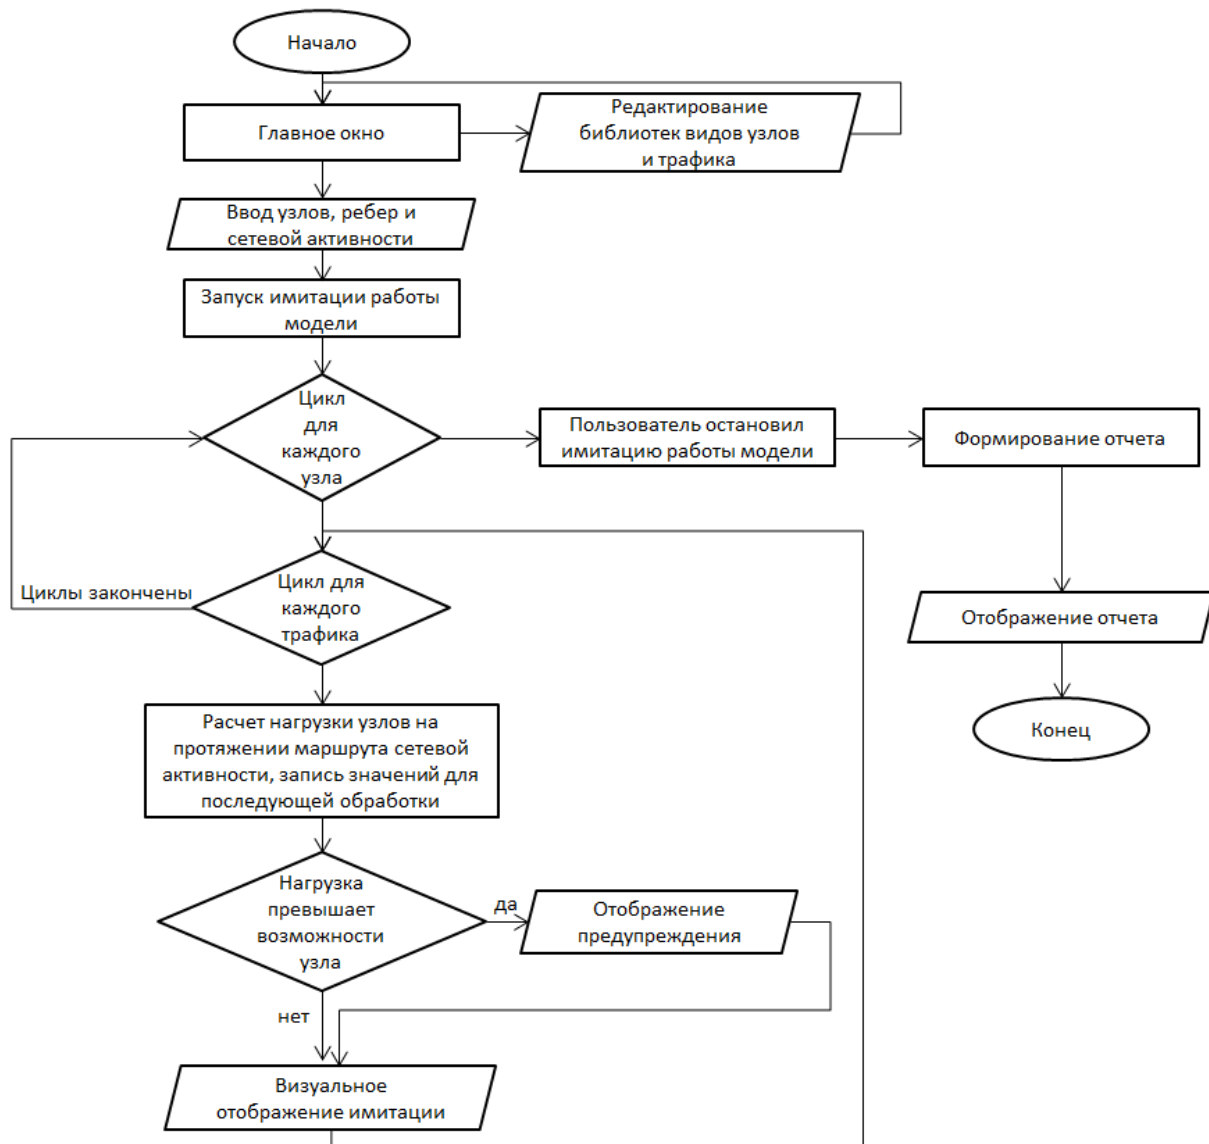 Начало
Главное окно
Редактирование
библиотек видов узлов
и трафика
Ввод узлов, ребер и
сетевой активности
Запуск имитации работы
модели
Цикл
для
каждого
узла
Пользователь остановил
имитацию работы модели
Формирование отчета
Циклы закончены
Цикл для
каждого
трафика
Отображение отчета
Конец
Расчет нагрузки узлов на
протяжении маршрута сетевой
активности, запись значений для
последующей обработки
Нагрузка
превышает
возможности
узла
да
Отображение
предупреждения
нет
Визуальное
отображение имитации